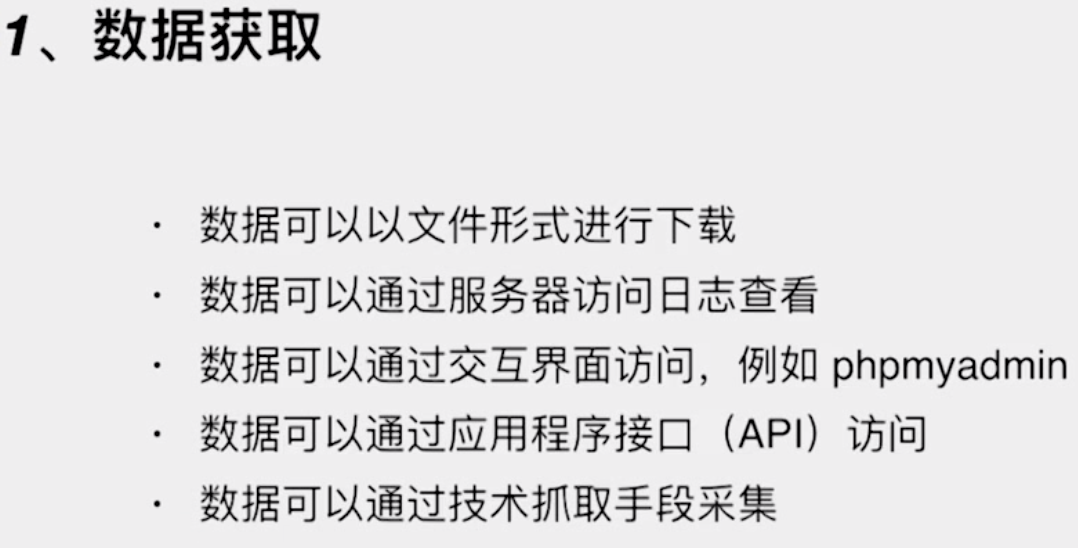 1、数据获取
· 数据可以以文件形式进行下载
· 数据可以通过服务器访问日志查看
· 数据可以通过交互界面访问，例如 phpmyadmin
· 数据可以通过应用程序接口（API）访问
· 数据可以通过技术抓取手段采集